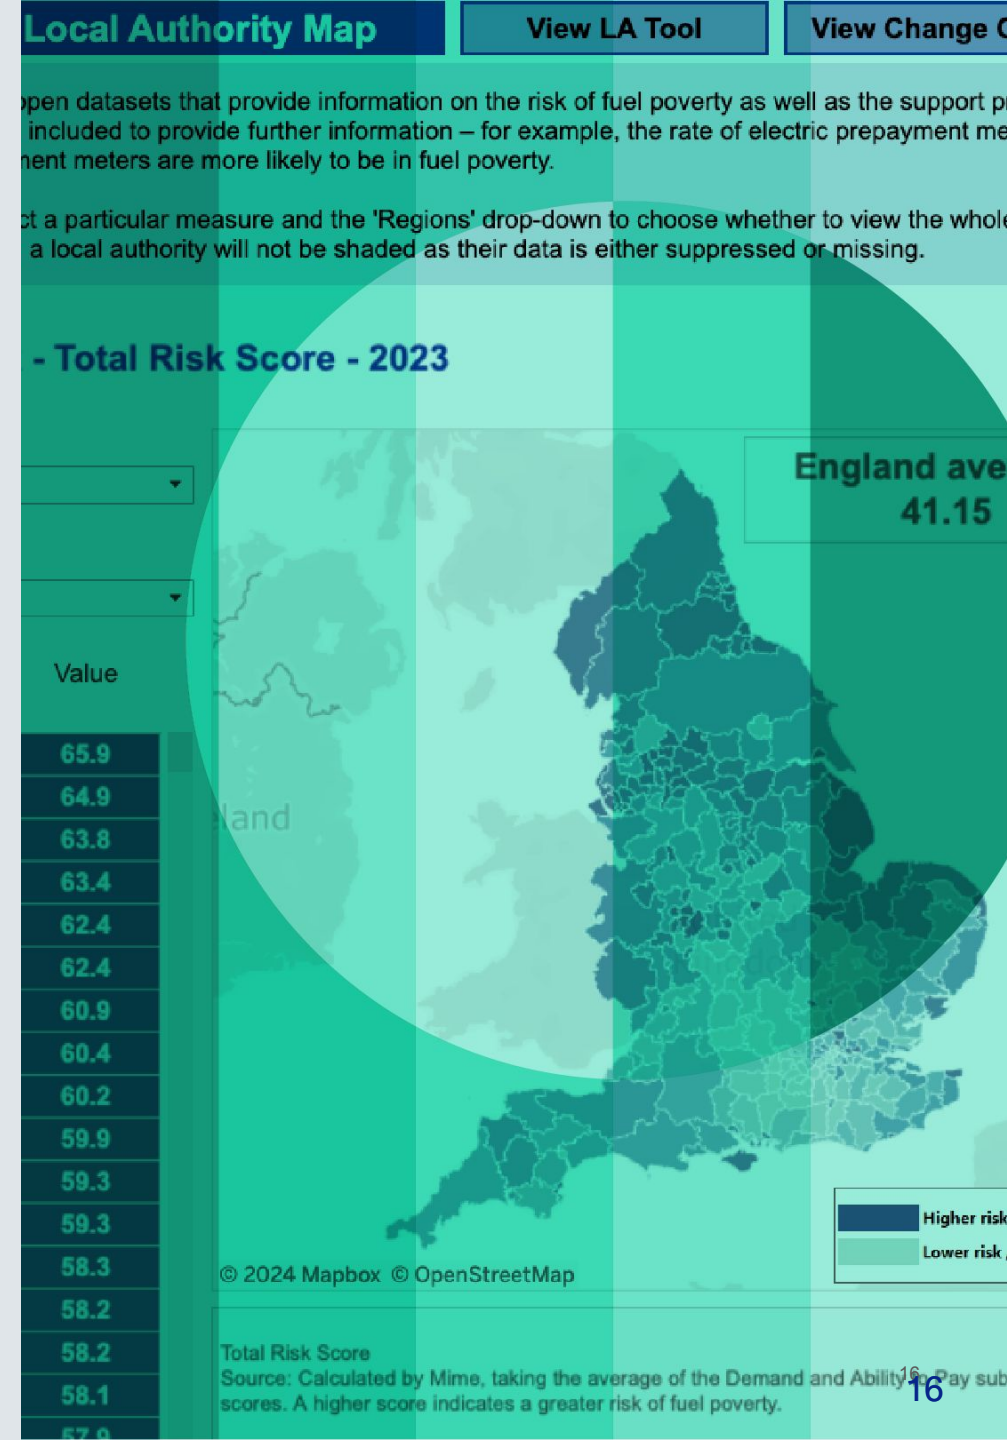 Local Authority Map
View LA Tool
View Change
open datasets that provide information on the risk of fuel poverty as well as the support
included to provide further information – for example, the rate of electric prepayment
meters are more likely to be in fuel poverty.
a particular measure and the 'Regions' drop-down to choose whether to view the whole
a local authority will not be shaded as their data is either suppressed or missing.
- Total Risk Score - 2023
England
41.15
Value
65.9
64.9
63.8
63.4
62.4
62.4
60.9
60.4
60.2
59.9
59.3
59.3
58.3
58.2
58.2
58.1
57.9
land
Higher risk
Lower risk
© 2024 Mapbox © OpenStreetMap
Total Risk Score
Source: Calculated by Mime, taking the average of the Demand and Ability to Pay sub
scores. A higher score indicates a greater risk of fuel poverty.
16
16